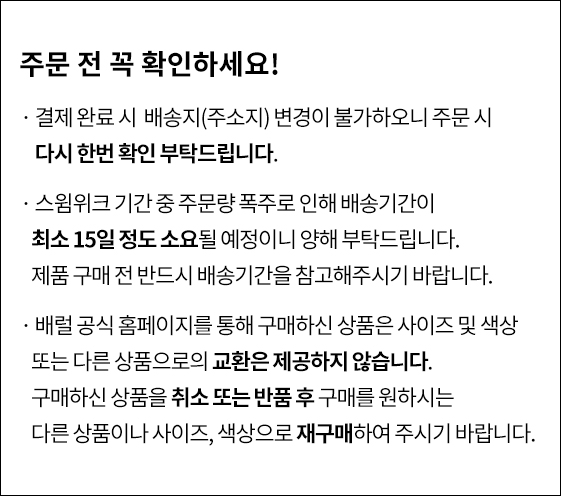 주문 전 꼭 확인하세요!
· 결제 완료 시 배송지(주소지) 변경이 불가하오니 주문 시
다시 한번 확인 부탁드립니다.
· 스윔위크 기간 중 주문량 폭주로 인해 배송기간이
최소 15일 정도 소요될 예정이니 양해 부탁드립니다.
제품 구매 전 반드시 배송기간을 참고해주시기 바랍니다.
· 배럴 공식 홈페이지를 통해 구매하신 상품은 사이즈 및 색상
또는 다른 상품으로의 교환은 제공하지 않습니다.
구매하신 상품을 취소 또는 반품 후 구매를 원하시는
다른 상품이나 사이즈, 색상으로 재구매하여 주시기 바랍니다.